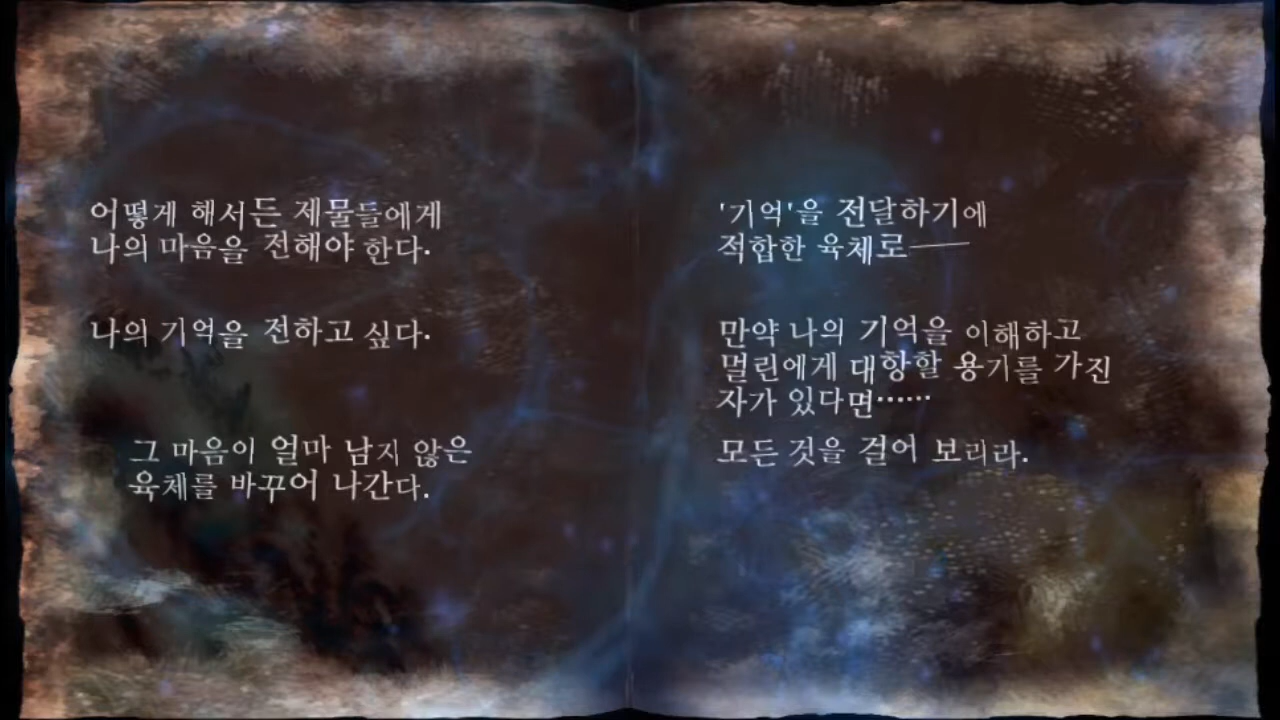 어떻게 해서든 제물들에게
나의 마음을 전해야 한다.
나의 기억을 전하고 싶다.
그 마음이 얼마 남지 않은
육체를 바꾸어 나간다.
'기억'을 전달하기에
적합한 육체로──
만약 나의 기억을 이해하고
멀린에게 대항할 용기를 가진
자가 있다면……
모든 것을 걸어 보리라.